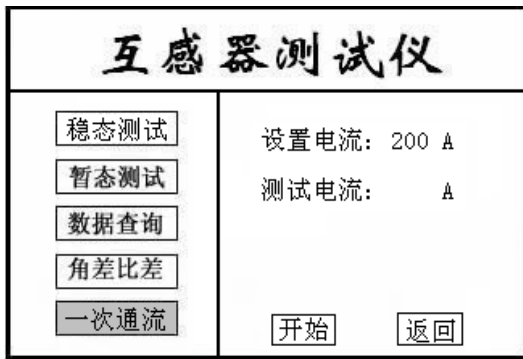 互感器测试仪
稳态测试
暂态测试
数据查询
角差比差
一次通流
设置电流: 200 A
测试电流: A
开始 返回